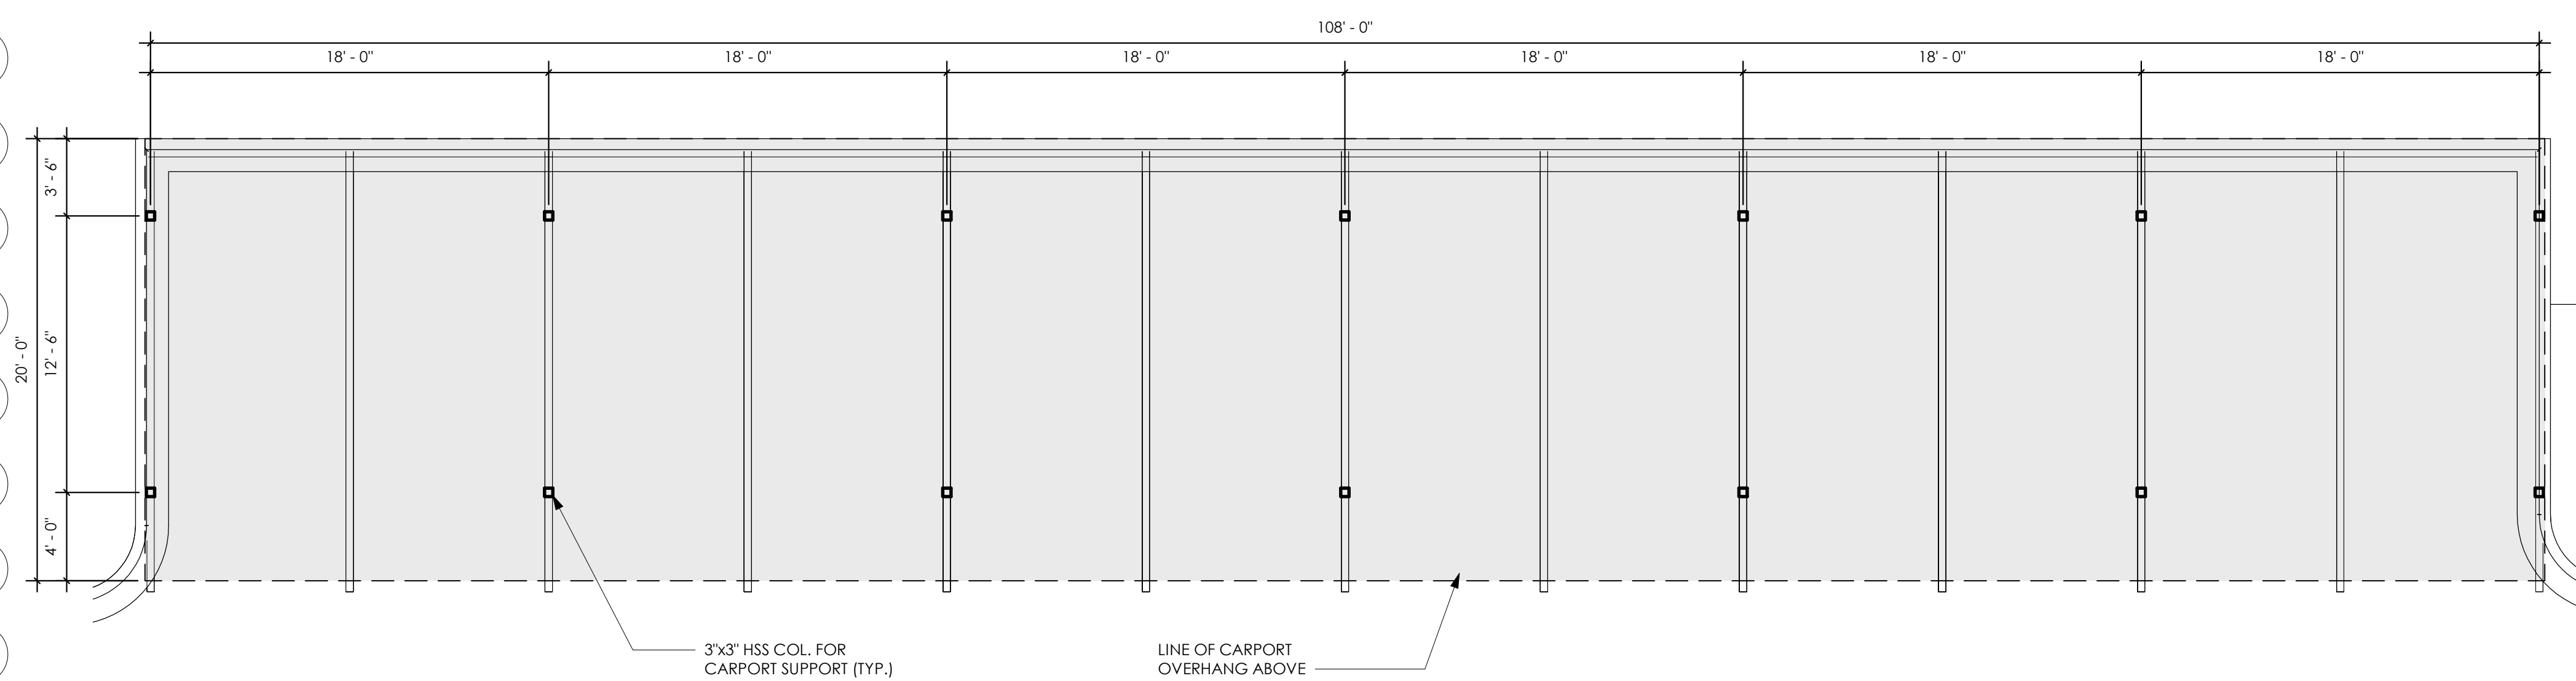 108' - 0"
18' - 0"
18' - 0"
18' - 0"
18' - 0"
18' - 0"
18' - 0"
3' - 6"
20' - 0"
12' - 6"
4' - 0"
3"x3" HSS COL. FOR
CARPORT SUPPORT (TYP.)
LINE OF CARPORT
OVERHANG ABOVE